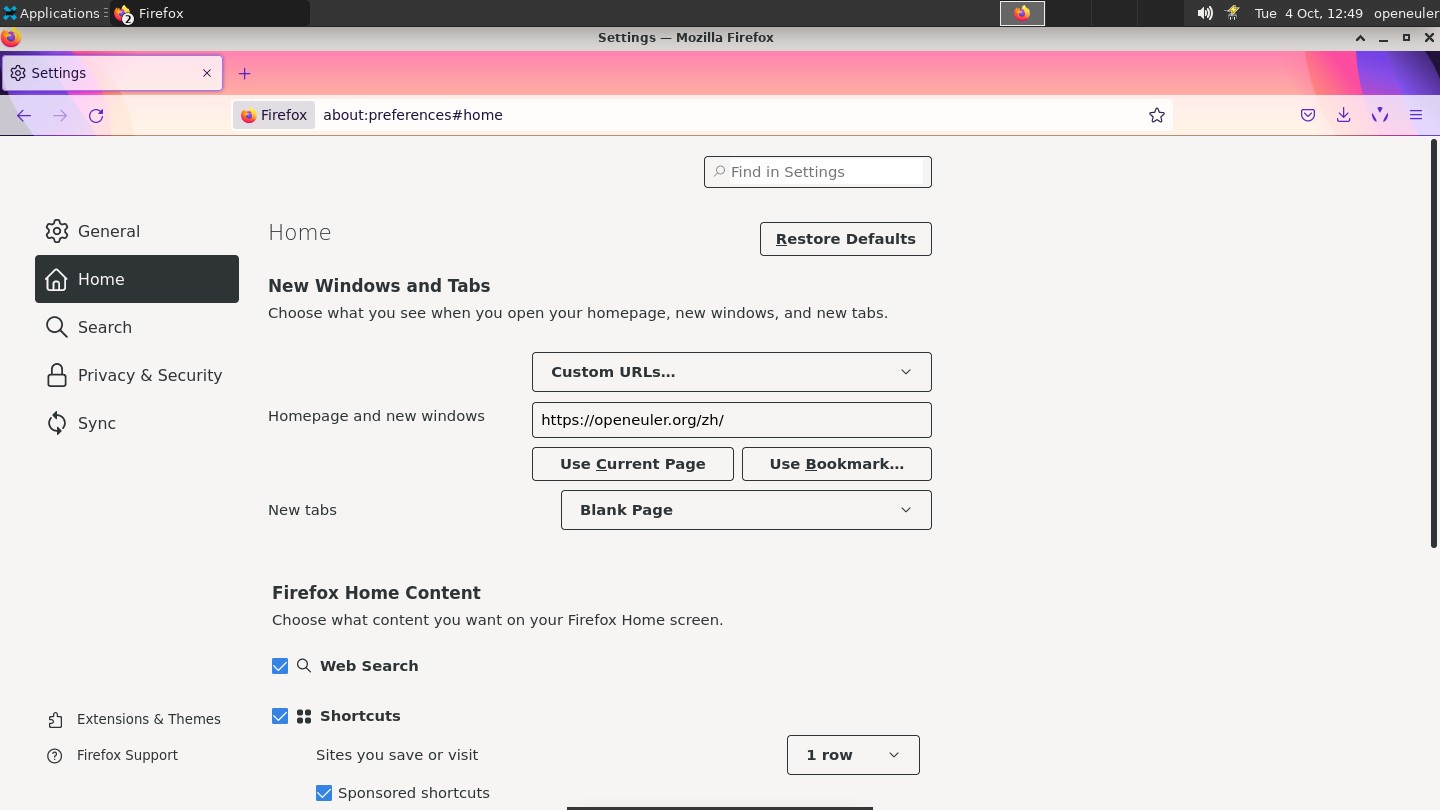 Applications
2 Firefox
Tue 4 Oct, 12:49
openeuler
Settings — Mozilla Firefox
Settings
Firefox
about:preferences#home
Find in Settings
General
Home
Search
Privacy & Security
Sync
Extensions & Themes
Firefox Support
Home
Restore Defaults
New Windows and Tabs
Choose what you see when you open your homepage, new windows, and new tabs.
Custom URLs...
Homepage and new windows
https://openeuler.org/zh/
Use Current Page
Use Bookmark...
New tabs
Blank Page
Firefox Home Content
Choose what content you want on your Firefox Home screen.
Web Search
Shortcuts
Sites you save or visit
1 row
Sponsored shortcuts